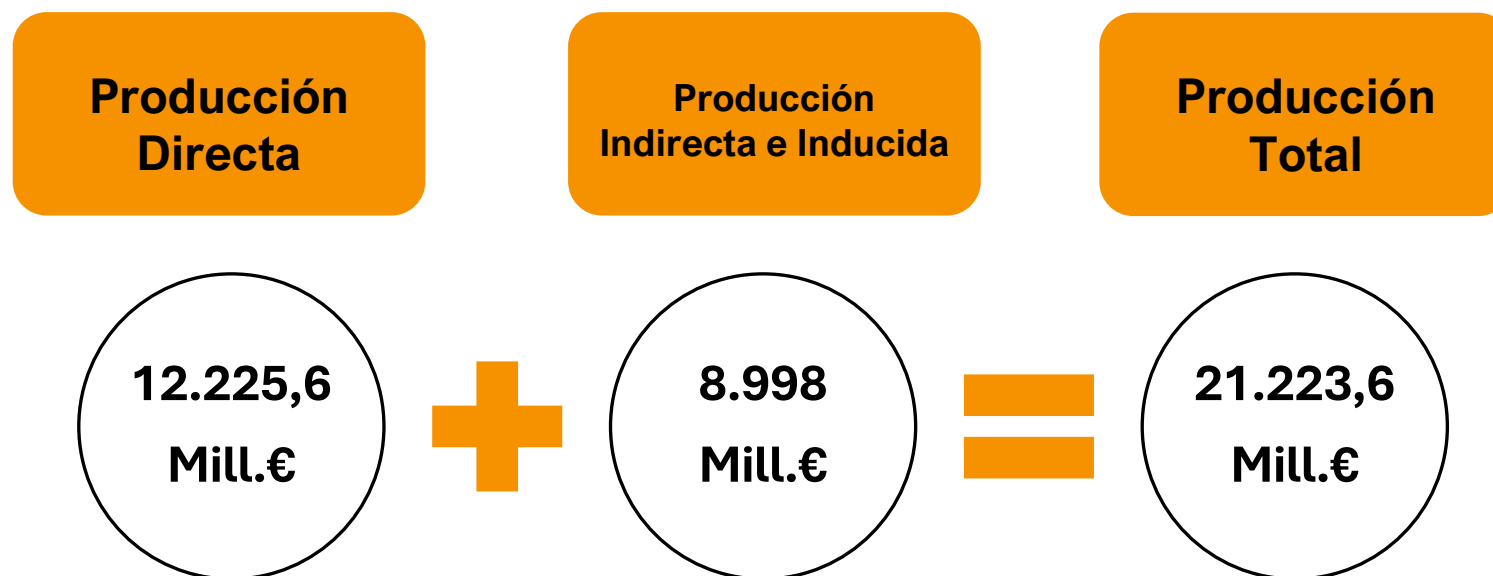 Producción
Directa
Producción
Indirecta e Inducida
Producción
Total
12.225,6
Mill.€
8.998
Mill.€
21.223,6
Mill.€